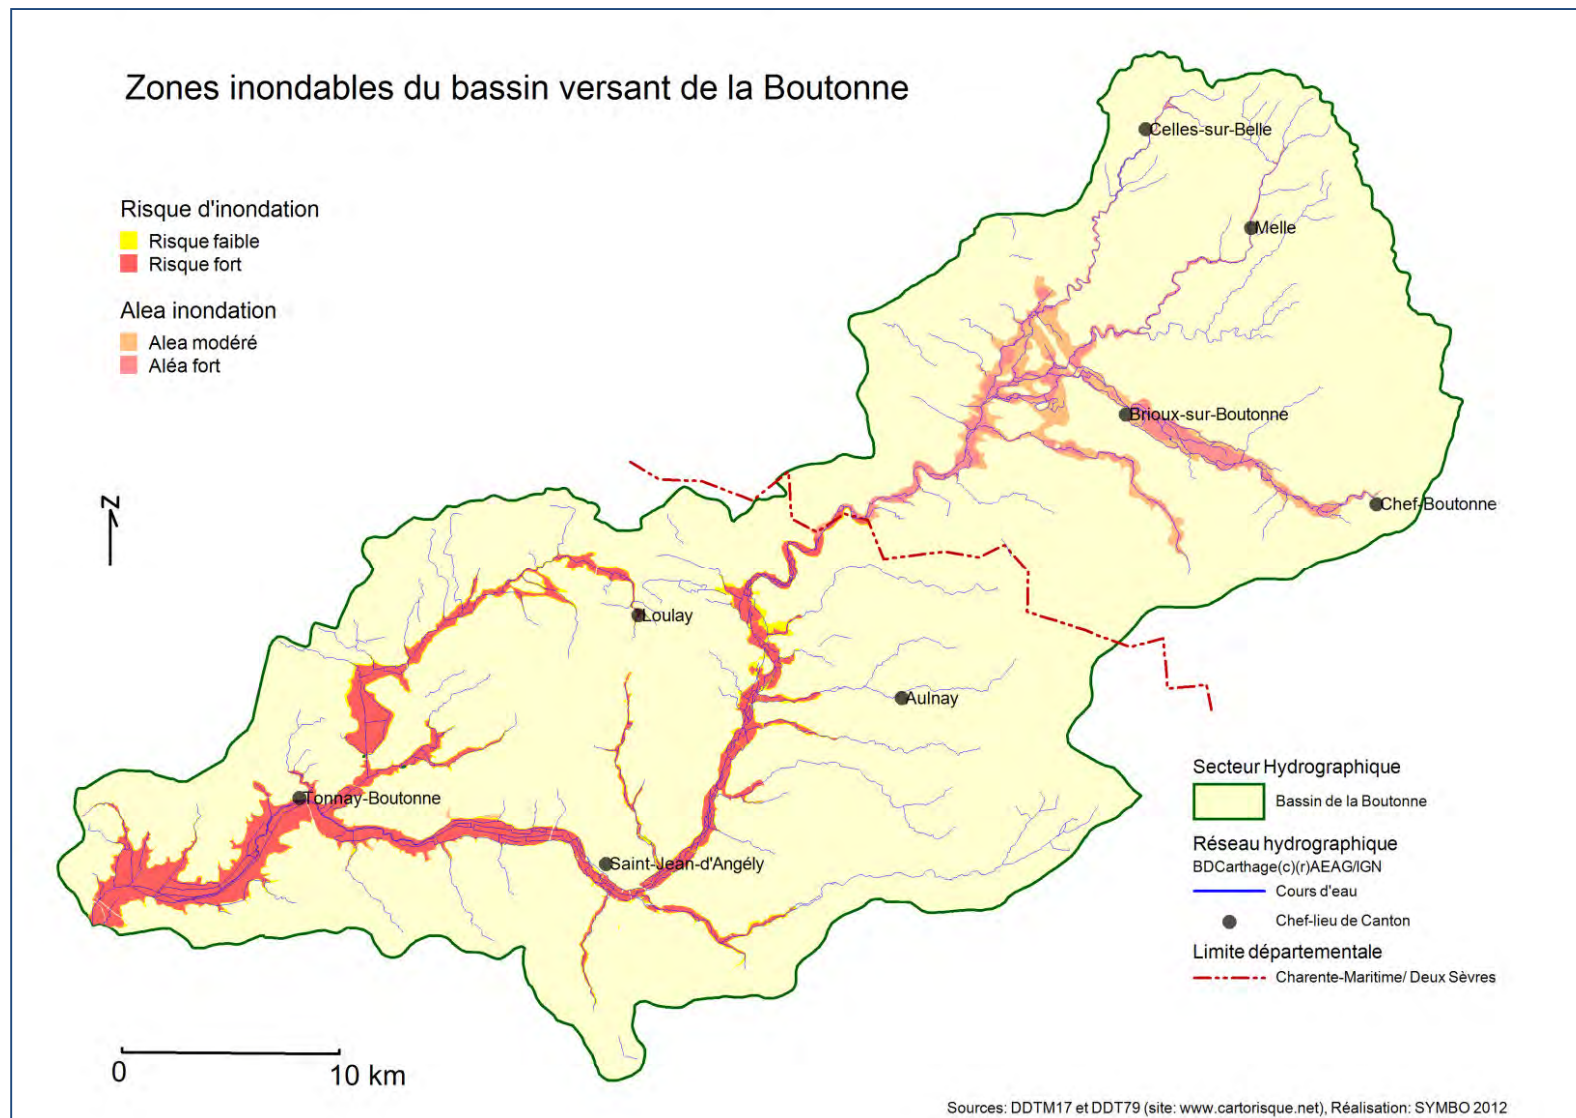 Zones inondables du bassin versant de la Boutonne
Risque d'inondation
Risque faible
Risque fort
Alea inondation
Alea modéré
Aléa fort
Celles-sur-Belle
Melle
Brioux-sur-Boutonne
Chef-Boutonne
N
Loulay
Aulnay
Tonnay-Boutonne
Saint-Jean-d'Angély
Secteur Hydrographique
Bassin de la Boutonne
Réseau hydrographique
BDCarthage(c)(r)AEAG/IGN
Cours d'eau
Chef-lieu de Canton
Limite départementale
Charente-Maritime/ Deux Sèvres
0 10 km
Sources: DDTM17 et DDT79 (site: www.cartorisque.net), Réalisation: SYMBO 2012